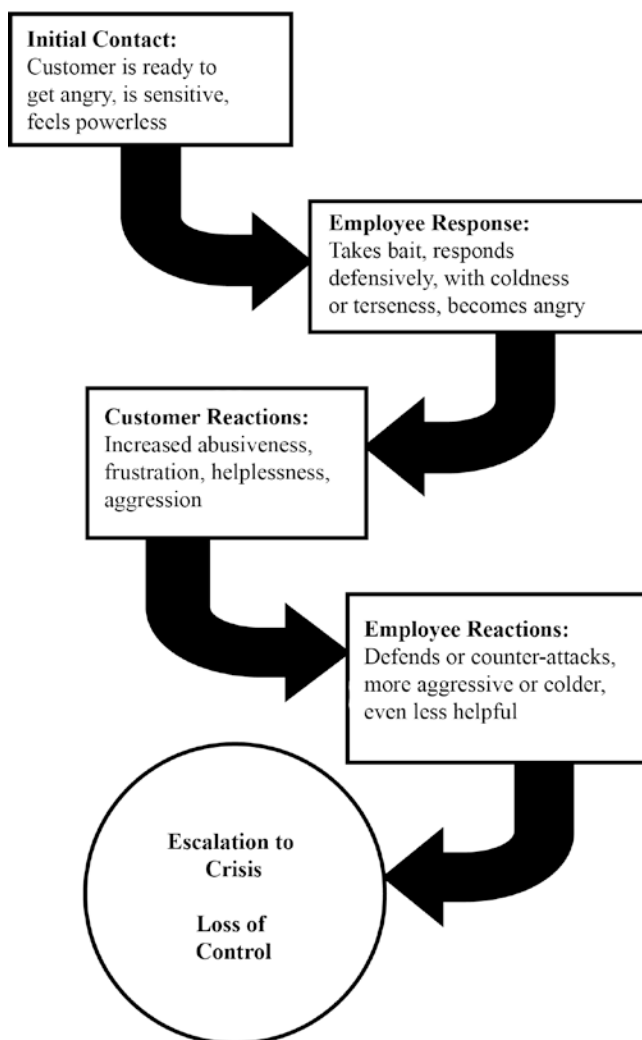 Initial Contact:
Customer is ready to
get angry, is sensitive,
feels powerless
Employee Response:
Takes bait, responds
defensively, with coldness
or terseness, becomes angry
Customer Reactions:
Increased abusiveness,
frustration, helplessness,
aggression
Employee Reactions:
Defends or counter-attacks,
more aggressive or colder,
even less helpful
Escalation to
Crisis
Loss of
Control